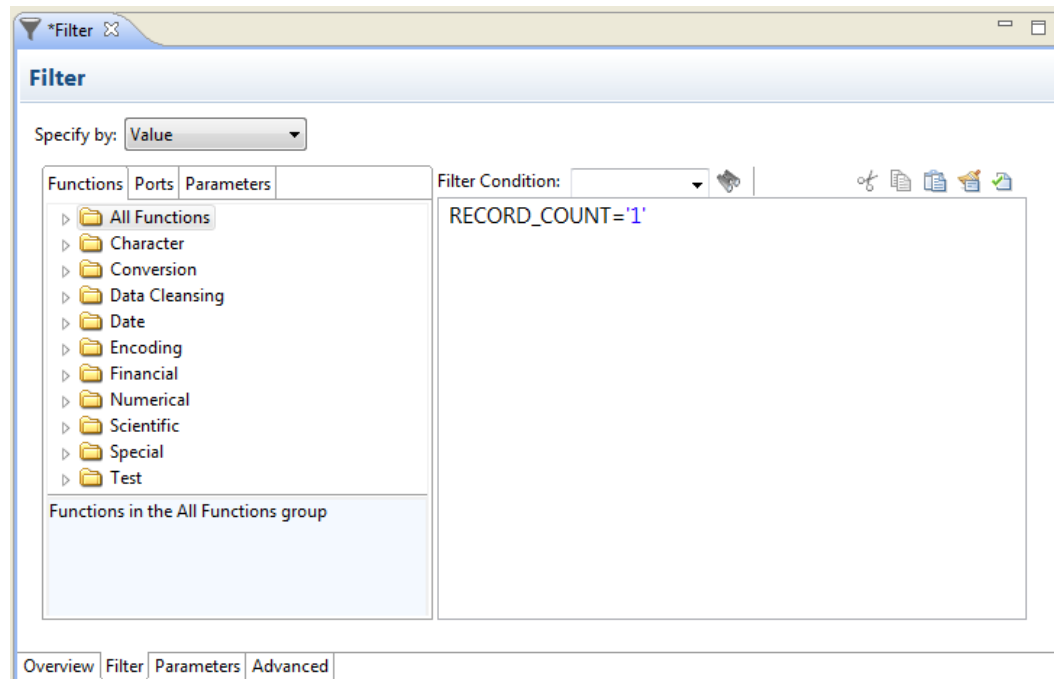 *Filter
Filter
Specify by: Value
Functions Ports Parameters
Filter Condition:
All Functions
Character
Conversion
Data Cleansing
Date
Encoding
Financial
Numerical
Scientific
Special
Test
Functions in the All Functions group
RECORD_COUNT='1'
Overview Filter Parameters Advanced